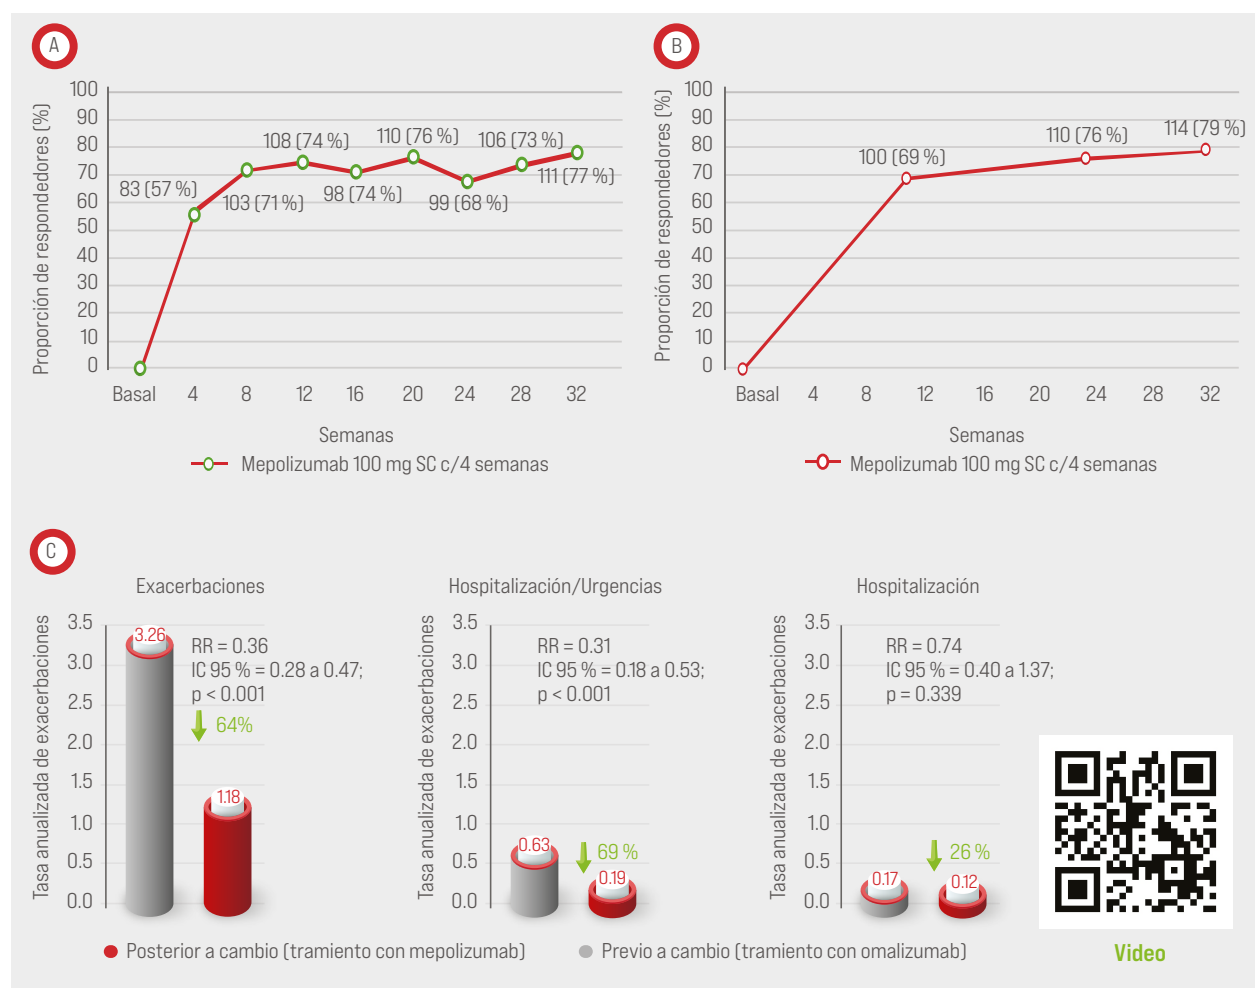 A
Proporción de respondedores (%)
100
90
80
70
60
50
40
30
20
10
0
83 (57 %)
103 (71 %)
108 (74 %)
98 (74 %)
110 (76 %)
99 (68 %)
106 (73 %)
111 (77 %)
Basal 4 8 12 16 20 24 28 32
Semanas
Mepolizumab 100 mg SC c/4 semanas
B
Proporción de respondedores (%)
100
90
80
70
60
50
40
30
20
10
0
100 (69 %)
110 (76 %)
114 (79 %)
Basal 4 8 12 16 20 24 28 32
Semanas
Mepolizumab 100 mg SC c/4 semanas
C
Exacerbaciones
Tasa anualizada de exacerbaciones
3.5
3.0
2.5
2.0
1.5
1.0
0.5
0.0
3.26
RR = 0.36
IC 95 % = 0.28 a 0.47;
p < 0.001
64%
1.18
Hospitalización/Urgencias
Tasa anualizada de exacerbaciones
3.5
3.0
2.5
2.0
1.5
1.0
0.5
0.0
RR = 0.31
IC 95 % = 0.18 a 0.53;
p < 0.001
0.63
69 %
0.19
Hospitalización
Tasa anualizada de exacerbaciones
3.5
3.0
2.5
2.0
1.5
1.0
0.5
0.0
RR = 0.74
IC 95 % = 0.40 a 1.37;
p = 0.339
0.17
26 %
0.12
Posterior a cambio (tramiento con mepolizumab)
Previo a cambio (tramiento con omalizumab)
Video